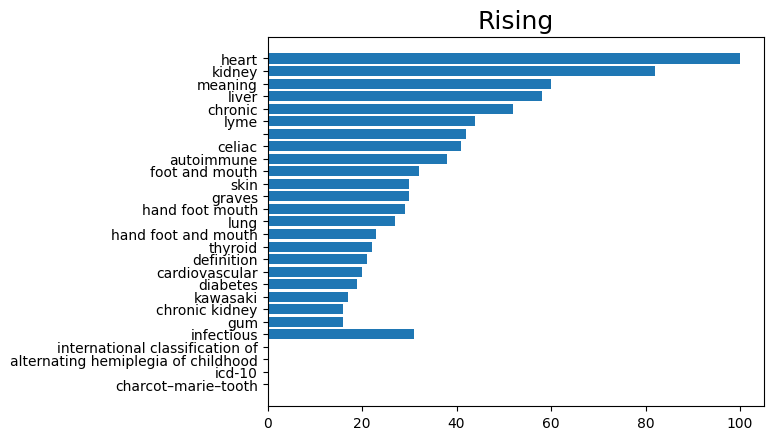 Rising
heart
kidney
meaning
liver
chronic
lyme
celiac
autoimmune
foot and mouth
skin
graves
hand foot mouth
lung
hand foot and mouth
thyroid
definition
cardiovascular
diabetes
kawasaki
chronic kidney
gum
infectious
international classification of
alternating hemiplegia of childhood
icd-10
charcot–marie–tooth
0 20 40 60 80 100